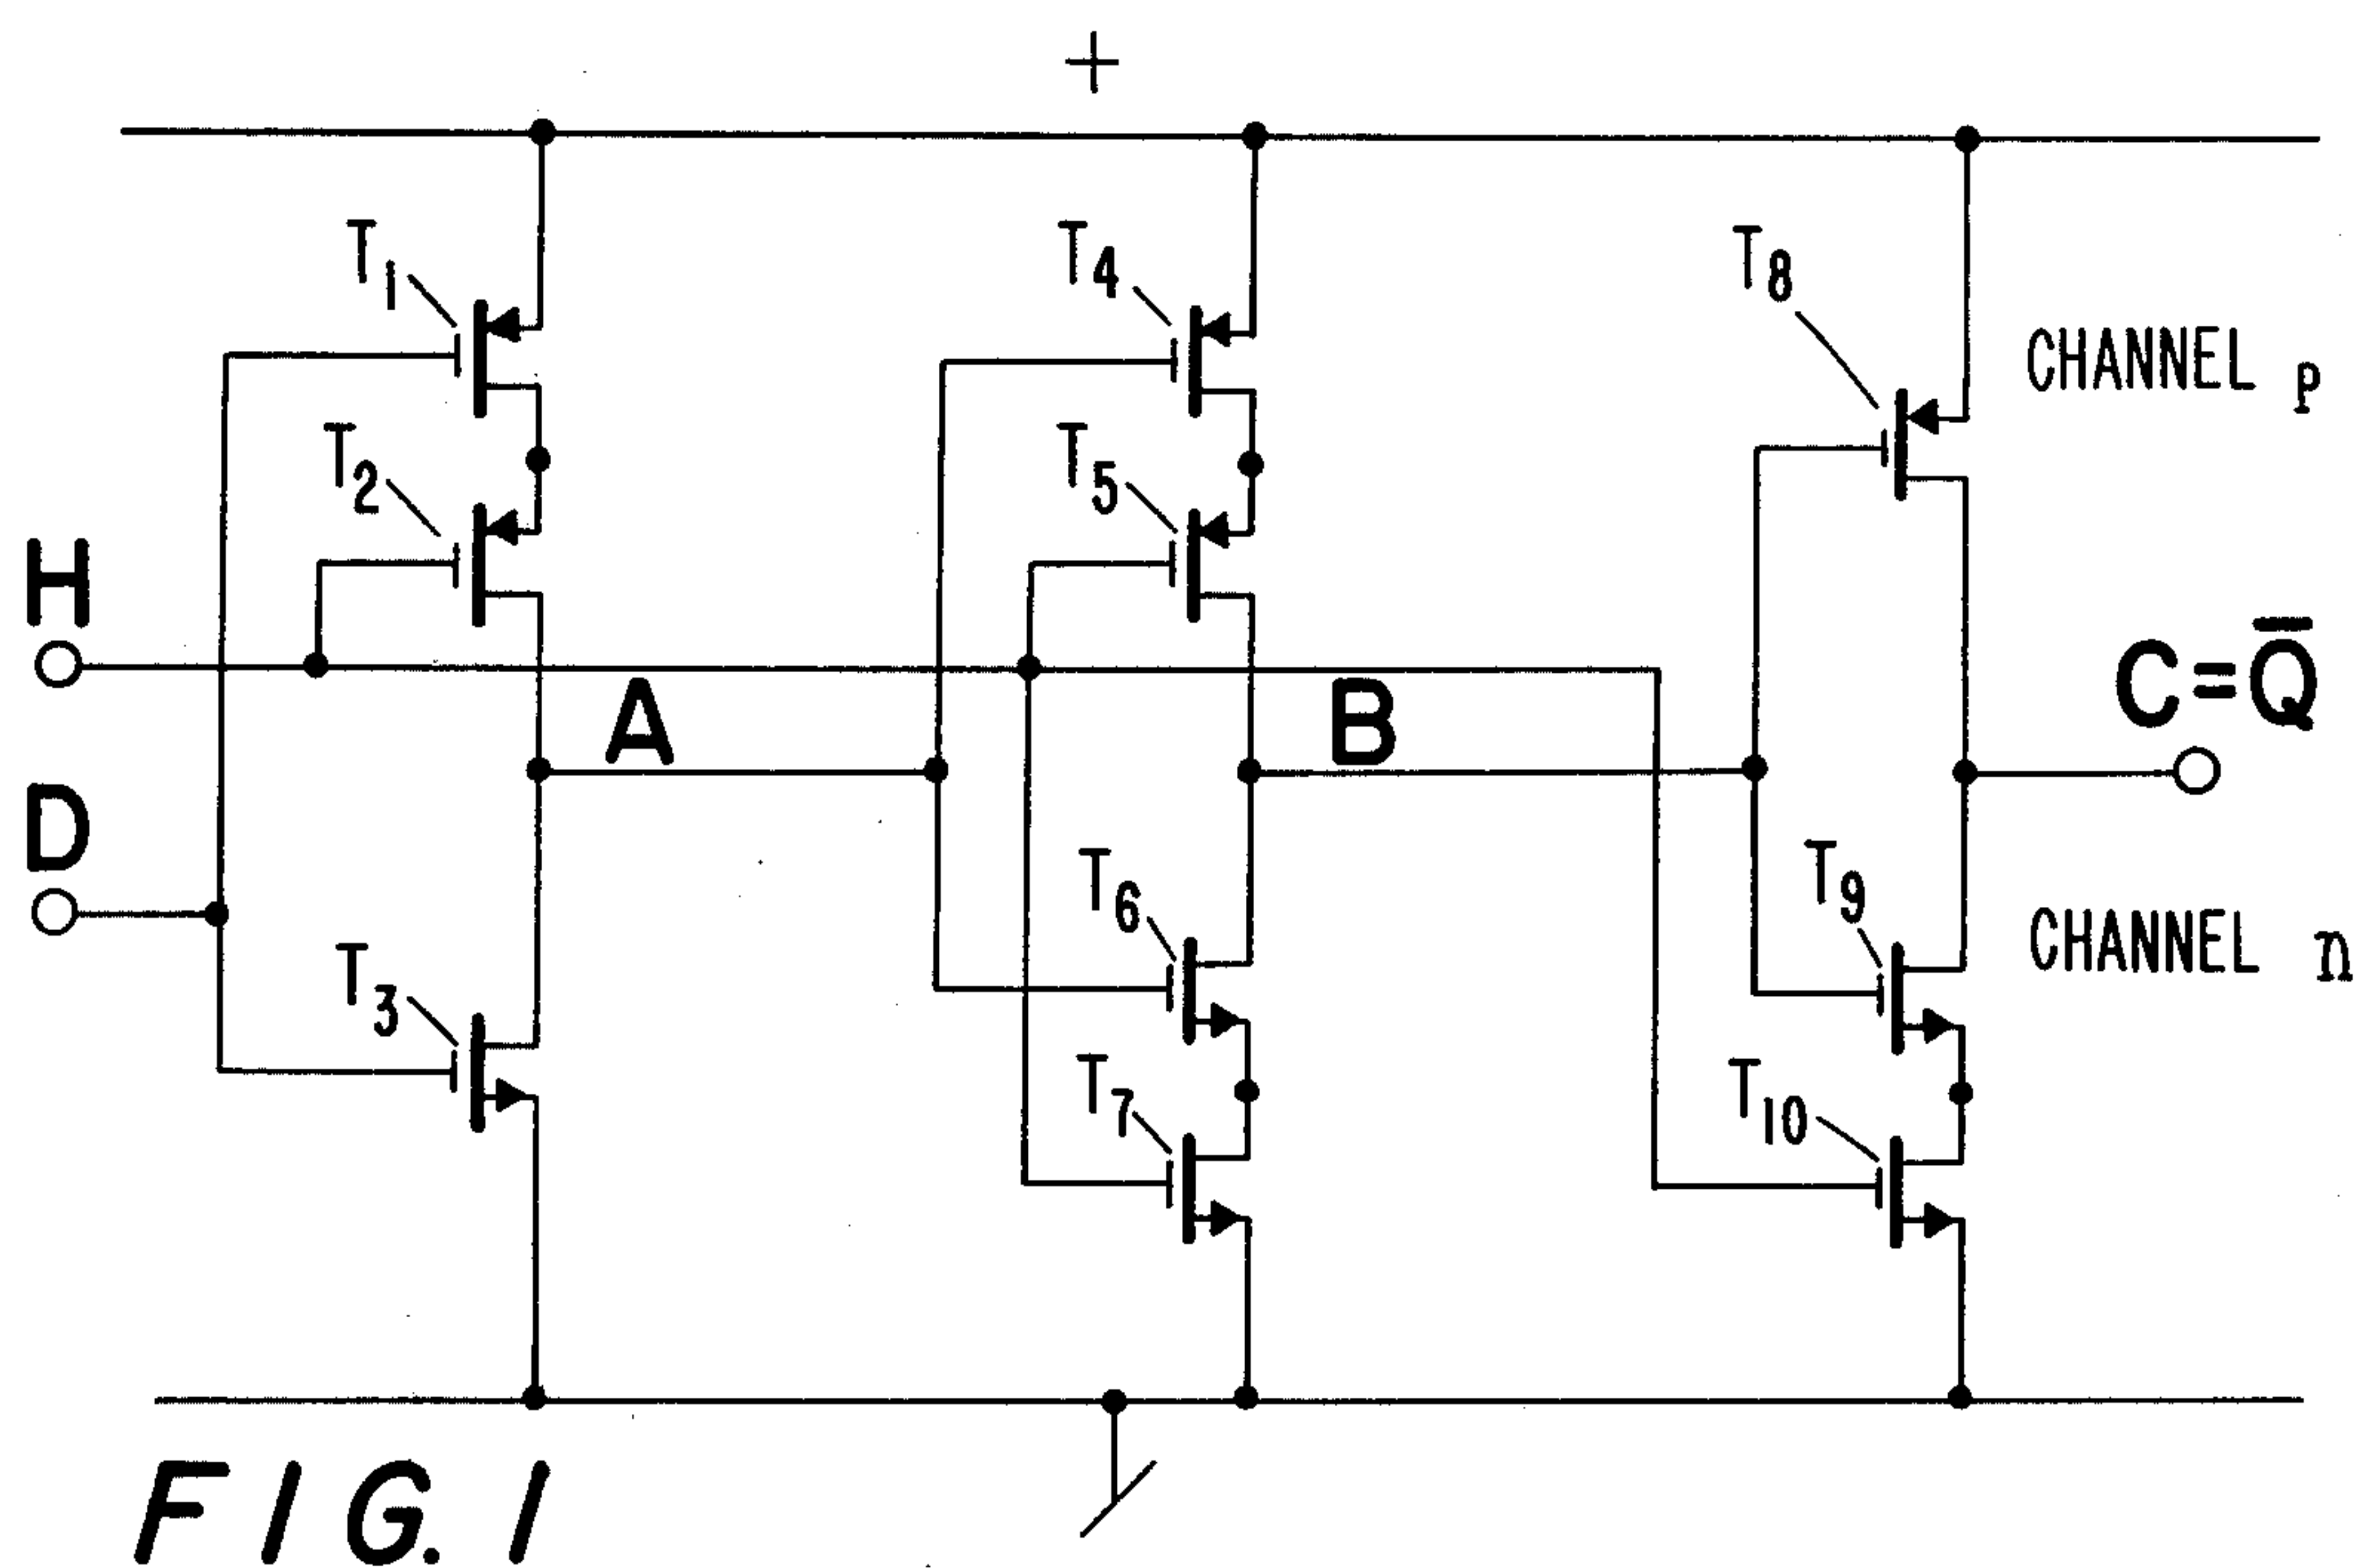 +
T1
T4
T8
CHANNEL p
T2
T5
H
A
B
C=Q̅
D
T6
T9
CHANNEL n
T3
T7
T10
FIG. 1